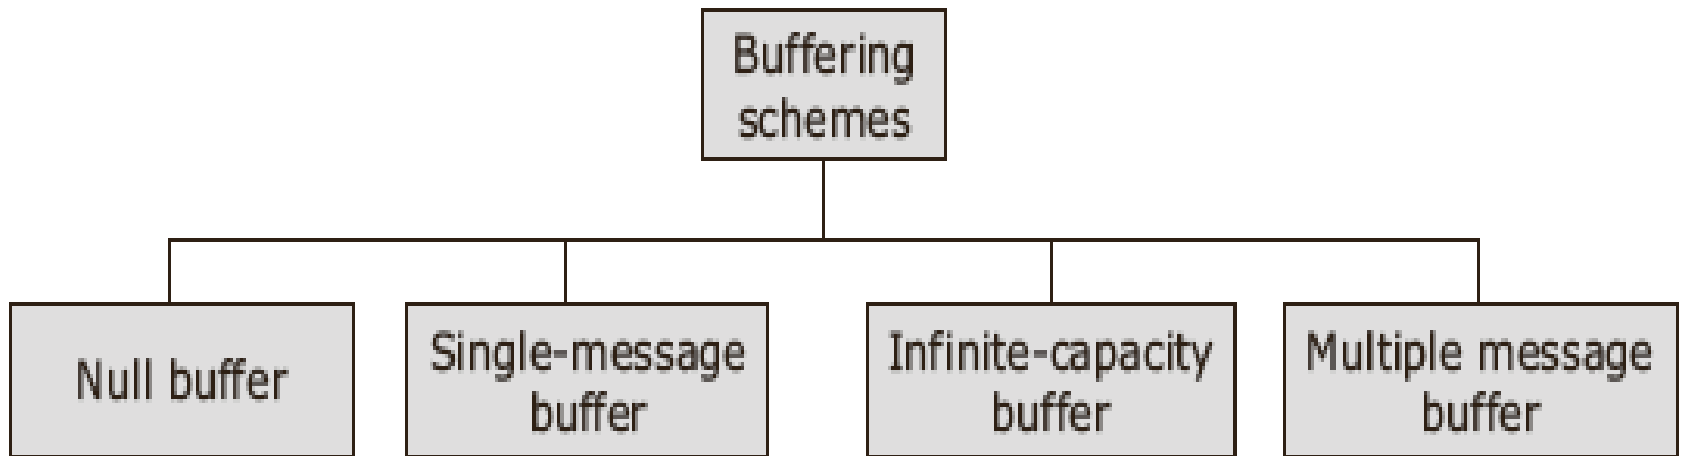 Buffering
schemes
Null buffer
Single-message
buffer
Infinite-capacity
buffer
Multiple message
buffer